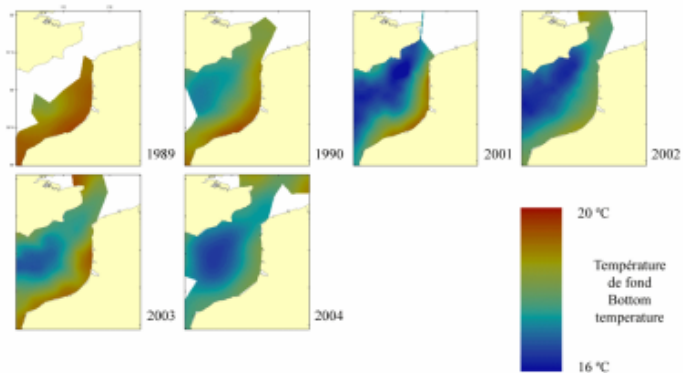 1989
1990
2001
2002
2003
2004
20 °C
Température
de fond
Bottom
temperature
16 °C